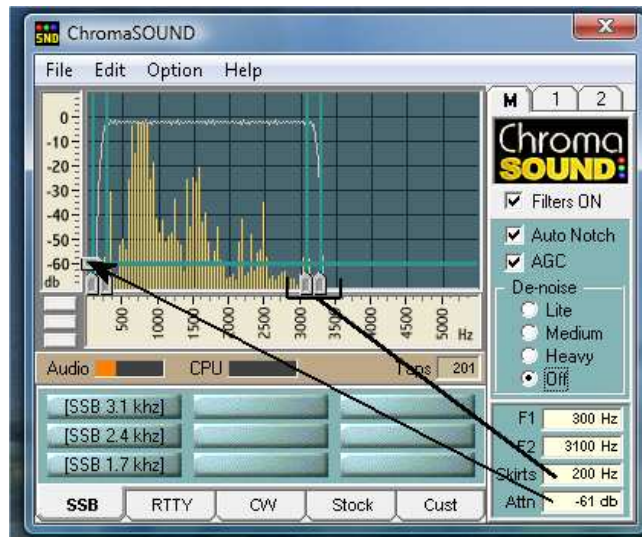 SND ChromaSOUND
File Edit Option Help
M 1 2
0
-10
-20
-30
-40
-50
-60
db
500 1000 1500 2000 2500 3000 3500 4000 4500 5000 Hz
Chroma
SOUND
Filters ON
Auto Notch
AGC
De-noise
Lite
Medium
Heavy
Off
Audio CPU Taps 201
[SSB 3.1 khz]
[SSB 2.4 khz]
[SSB 1.7 khz]
SSB RTTY CW Stock Cust
F1 300 Hz
F2 3100 Hz
Skirts 200 Hz
Attn -61 db